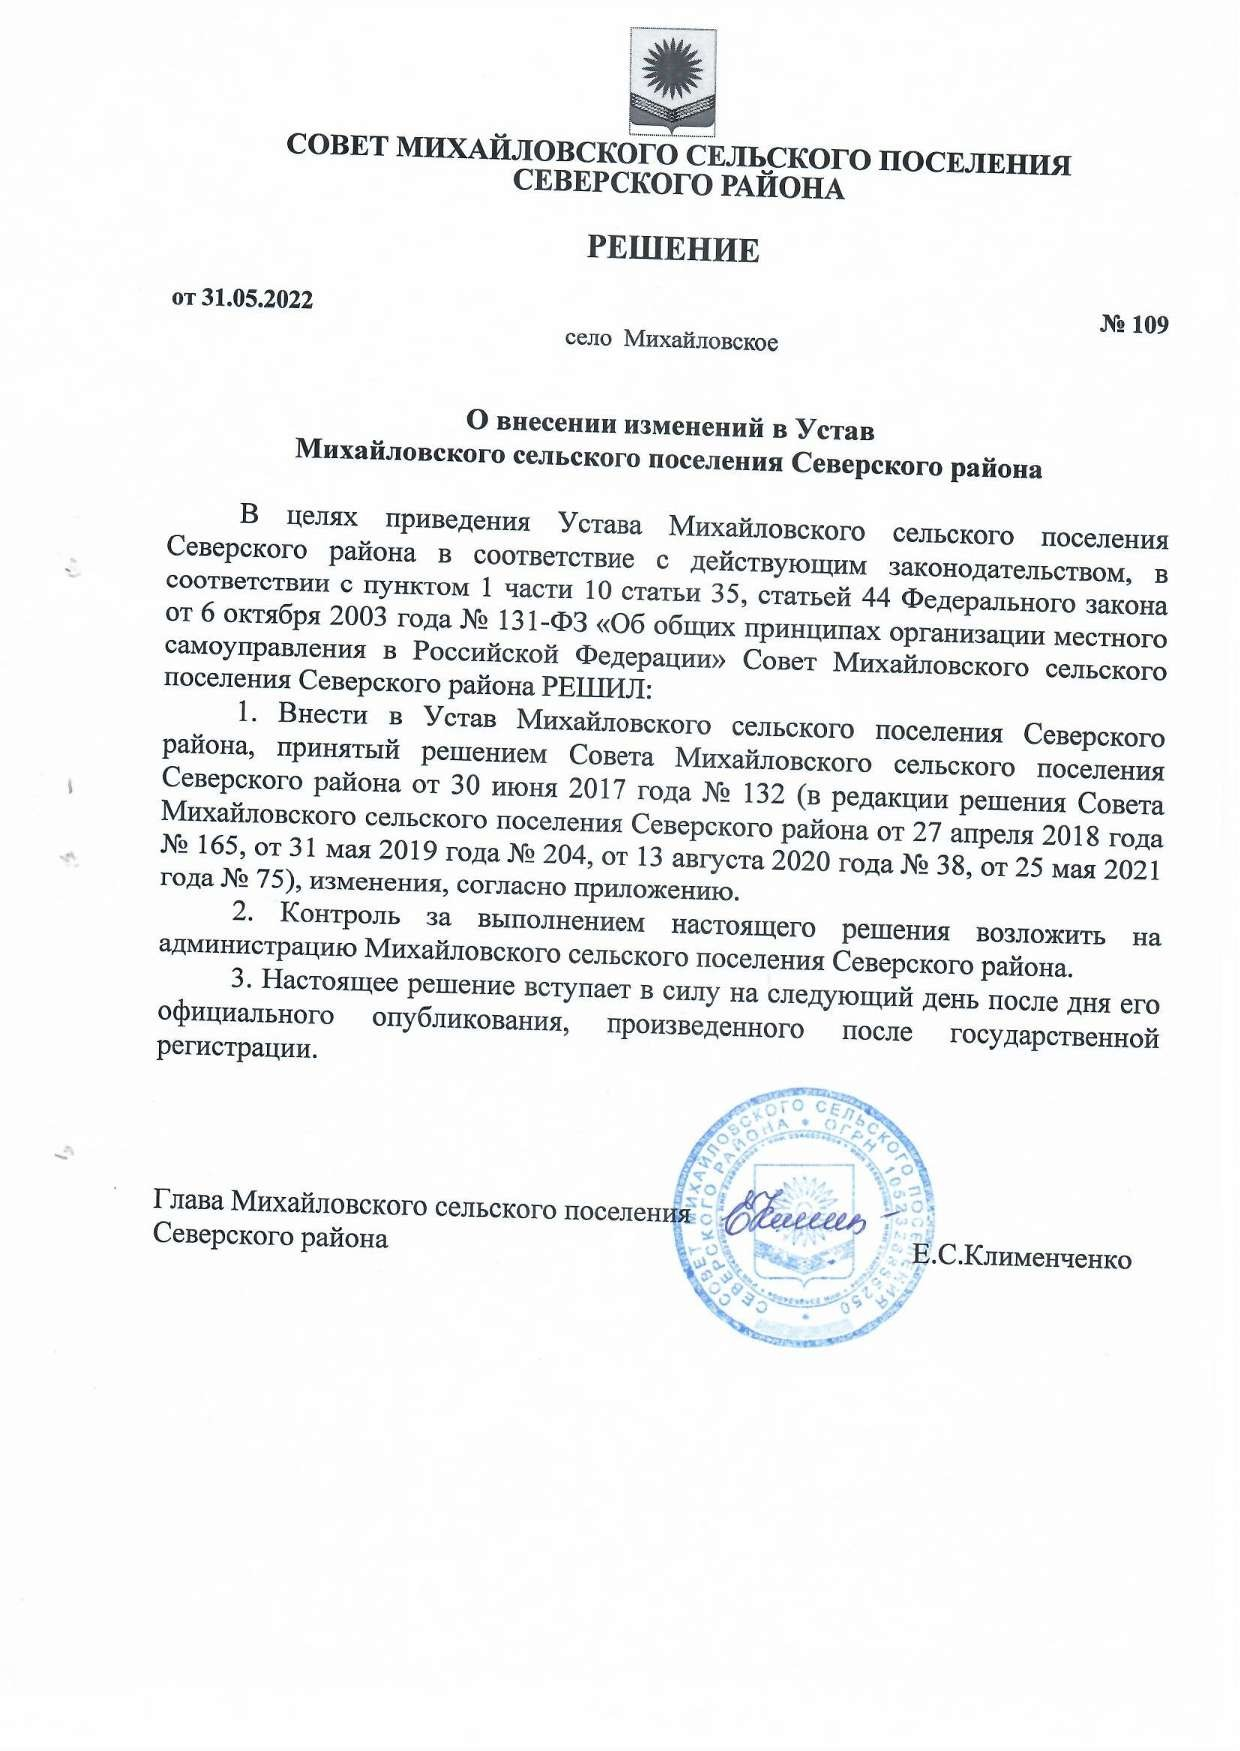 СОВЕТ МИХАЙЛОВСКОГО СЕЛЬСКОГО ПОСЕЛЕНИЯ
СЕВЕРСКОГО РАЙОНА
РЕШЕНИЕ
от 31.05.2022
№ 109
село Михайловское
О внесении изменений в Устав
Михайловского сельского поселения Северского района
В целях приведения Устава Михайловского сельского поселения
Северского района в соответствие с действующим законодательством, в
соответствии с пунктом 1 части 10 статьи 35, статьей 44 Федерального закона
от 6 октября 2003 года № 131-ФЗ «Об общих принципах организации местного
самоуправления в Российской Федерации» Совет Михайловского сельского
поселения Северского района РЕШИЛ:
1. Внести в Устав Михайловского сельского поселения Северского
района, принятый решением Совета Михайловского сельского поселения
Северского района от 30 июня 2017 года № 132 (в редакции решения Совета
Михайловского сельского поселения Северского района от 27 апреля 2018 года
№ 165, от 31 мая 2019 года № 204, от 13 августа 2020 года № 38, от 25 мая 2021
года № 75), изменения, согласно приложению.
2. Контроль за выполнением настоящего решения возложить на
администрацию Михайловского сельского поселения Северского района.
3. Настоящее решение вступает в силу на следующий день после дня его
официального опубликования, произведенного после государственной
регистрации.
Глава Михайловского сельского поселения
Северского района
Е.С.Клименченко
СОВЕТ МИХАЙЛОВСКОГО СЕЛЬСКОГО ПОСЕЛЕНИЯ
СЕВЕРСКОГО РАЙОНА * ОГРН